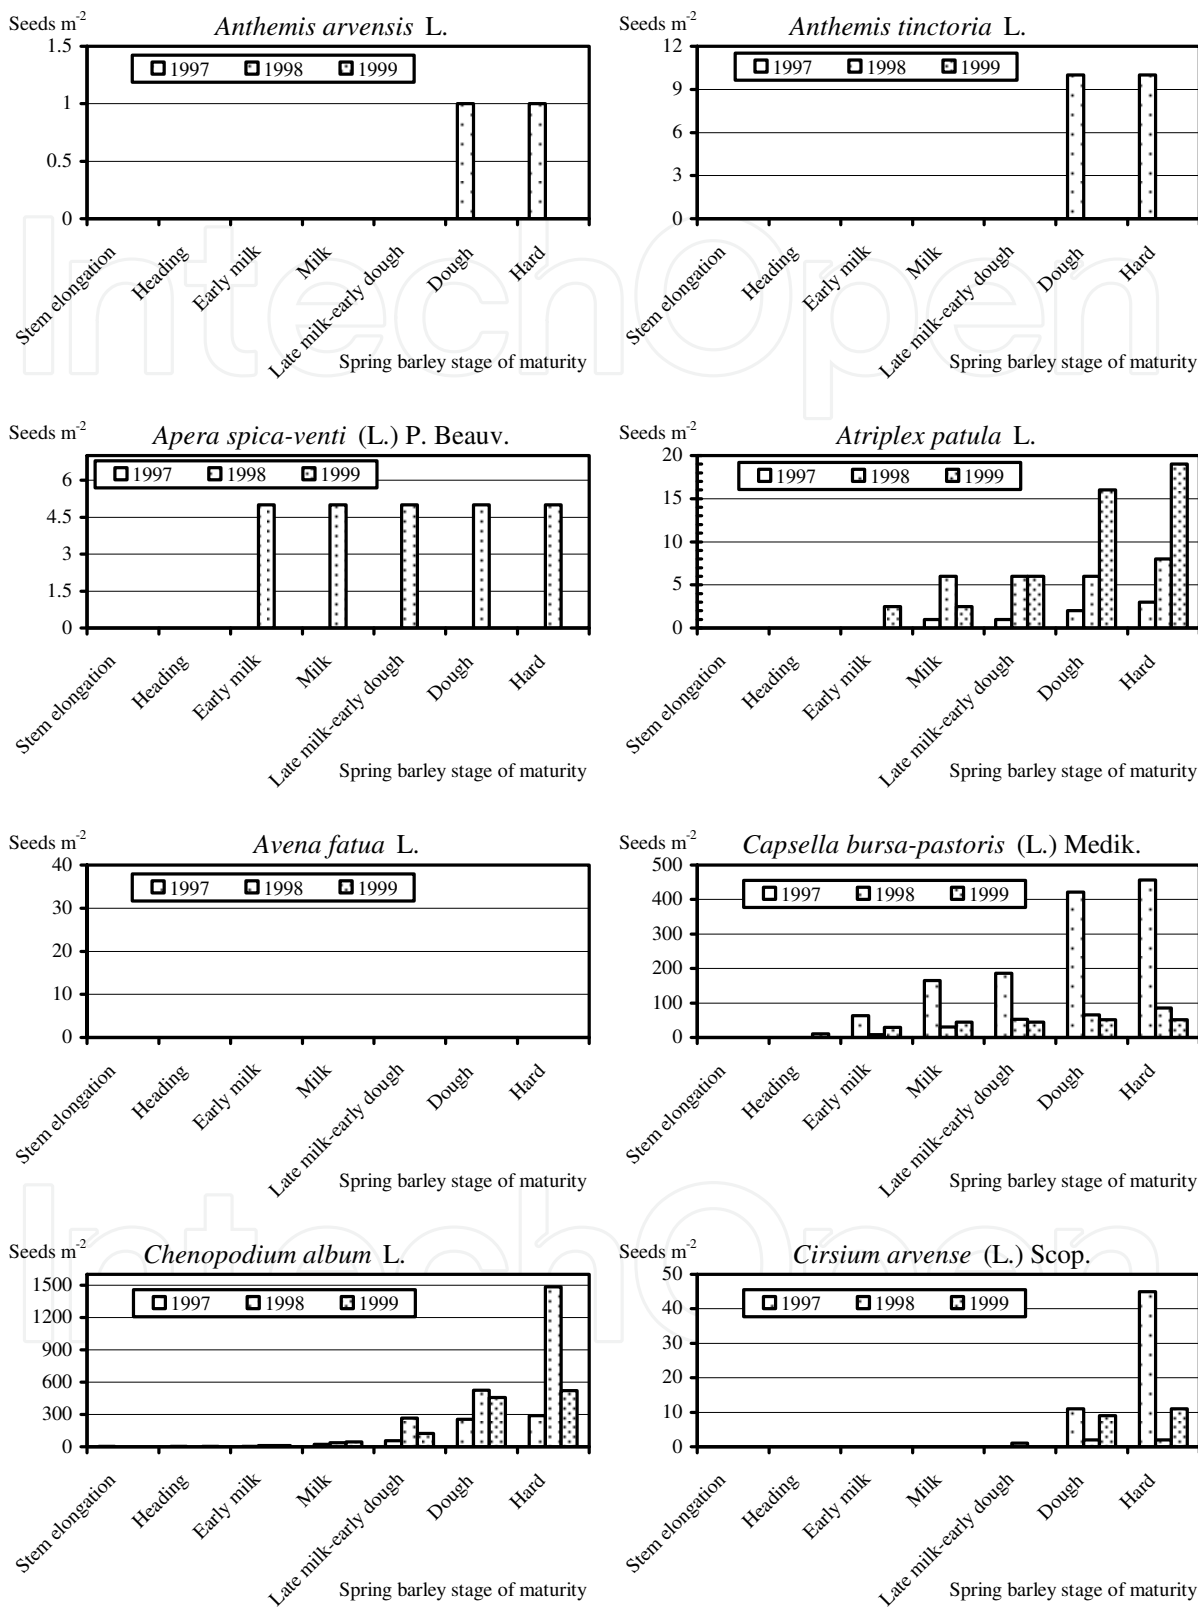 Seeds m-2
Anthemis arvensis L.
1.5
1
0.5
0
1997 1998 1999
Stem elongation
Heading
Early milk
Milk
Late milk-early dough
Dough
Hard
Spring barley stage of maturity
Seeds m-2
Anthemis tinctoria L.
12
9
6
3
0
1997 1998 1999
Stem elongation
Heading
Early milk
Milk
Late milk-early dough
Dough
Hard
Spring barley stage of maturity
Seeds m-2
Apera spica-venti (L.) P. Beauv.
6
4.5
3
1.5
0
1997 1998 1999
Stem elongation
Heading
Early milk
Milk
Late milk-early dough
Dough
Hard
Spring barley stage of maturity
Seeds m-2
Atriplex patula L.
20
15
10
5
0
1997 1998 1999
Stem elongation
Heading
Early milk
Milk
Late milk-early dough
Dough
Hard
Spring barley stage of maturity
Seeds m-2
Avena fatua L.
40
30
20
10
0
1997 1998 1999
Stem elongation
Heading
Early milk
Milk
Late milk-early dough
Dough
Hard
Spring barley stage of maturity
Seeds m-2
Capsella bursa-pastoris (L.) Medik.
500
400
300
200
100
0
1997 1998 1999
Stem elongation
Heading
Early milk
Milk
Late milk-early dough
Dough
Hard
Spring barley stage of maturity
Seeds m-2
Chenopodium album L.
1500
1200
900
600
300
0
1997 1998 1999
Stem elongation
Heading
Early milk
Milk
Late milk-early dough
Dough
Hard
Spring barley stage of maturity
Seeds m-2
Cirsium arvense (L.) Scop.
50
40
30
20
10
0
1997 1998 1999
Stem elongation
Heading
Early milk
Milk
Late milk-early dough
Dough
Hard
Spring barley stage of maturity
IntechOpen
IntechOpen